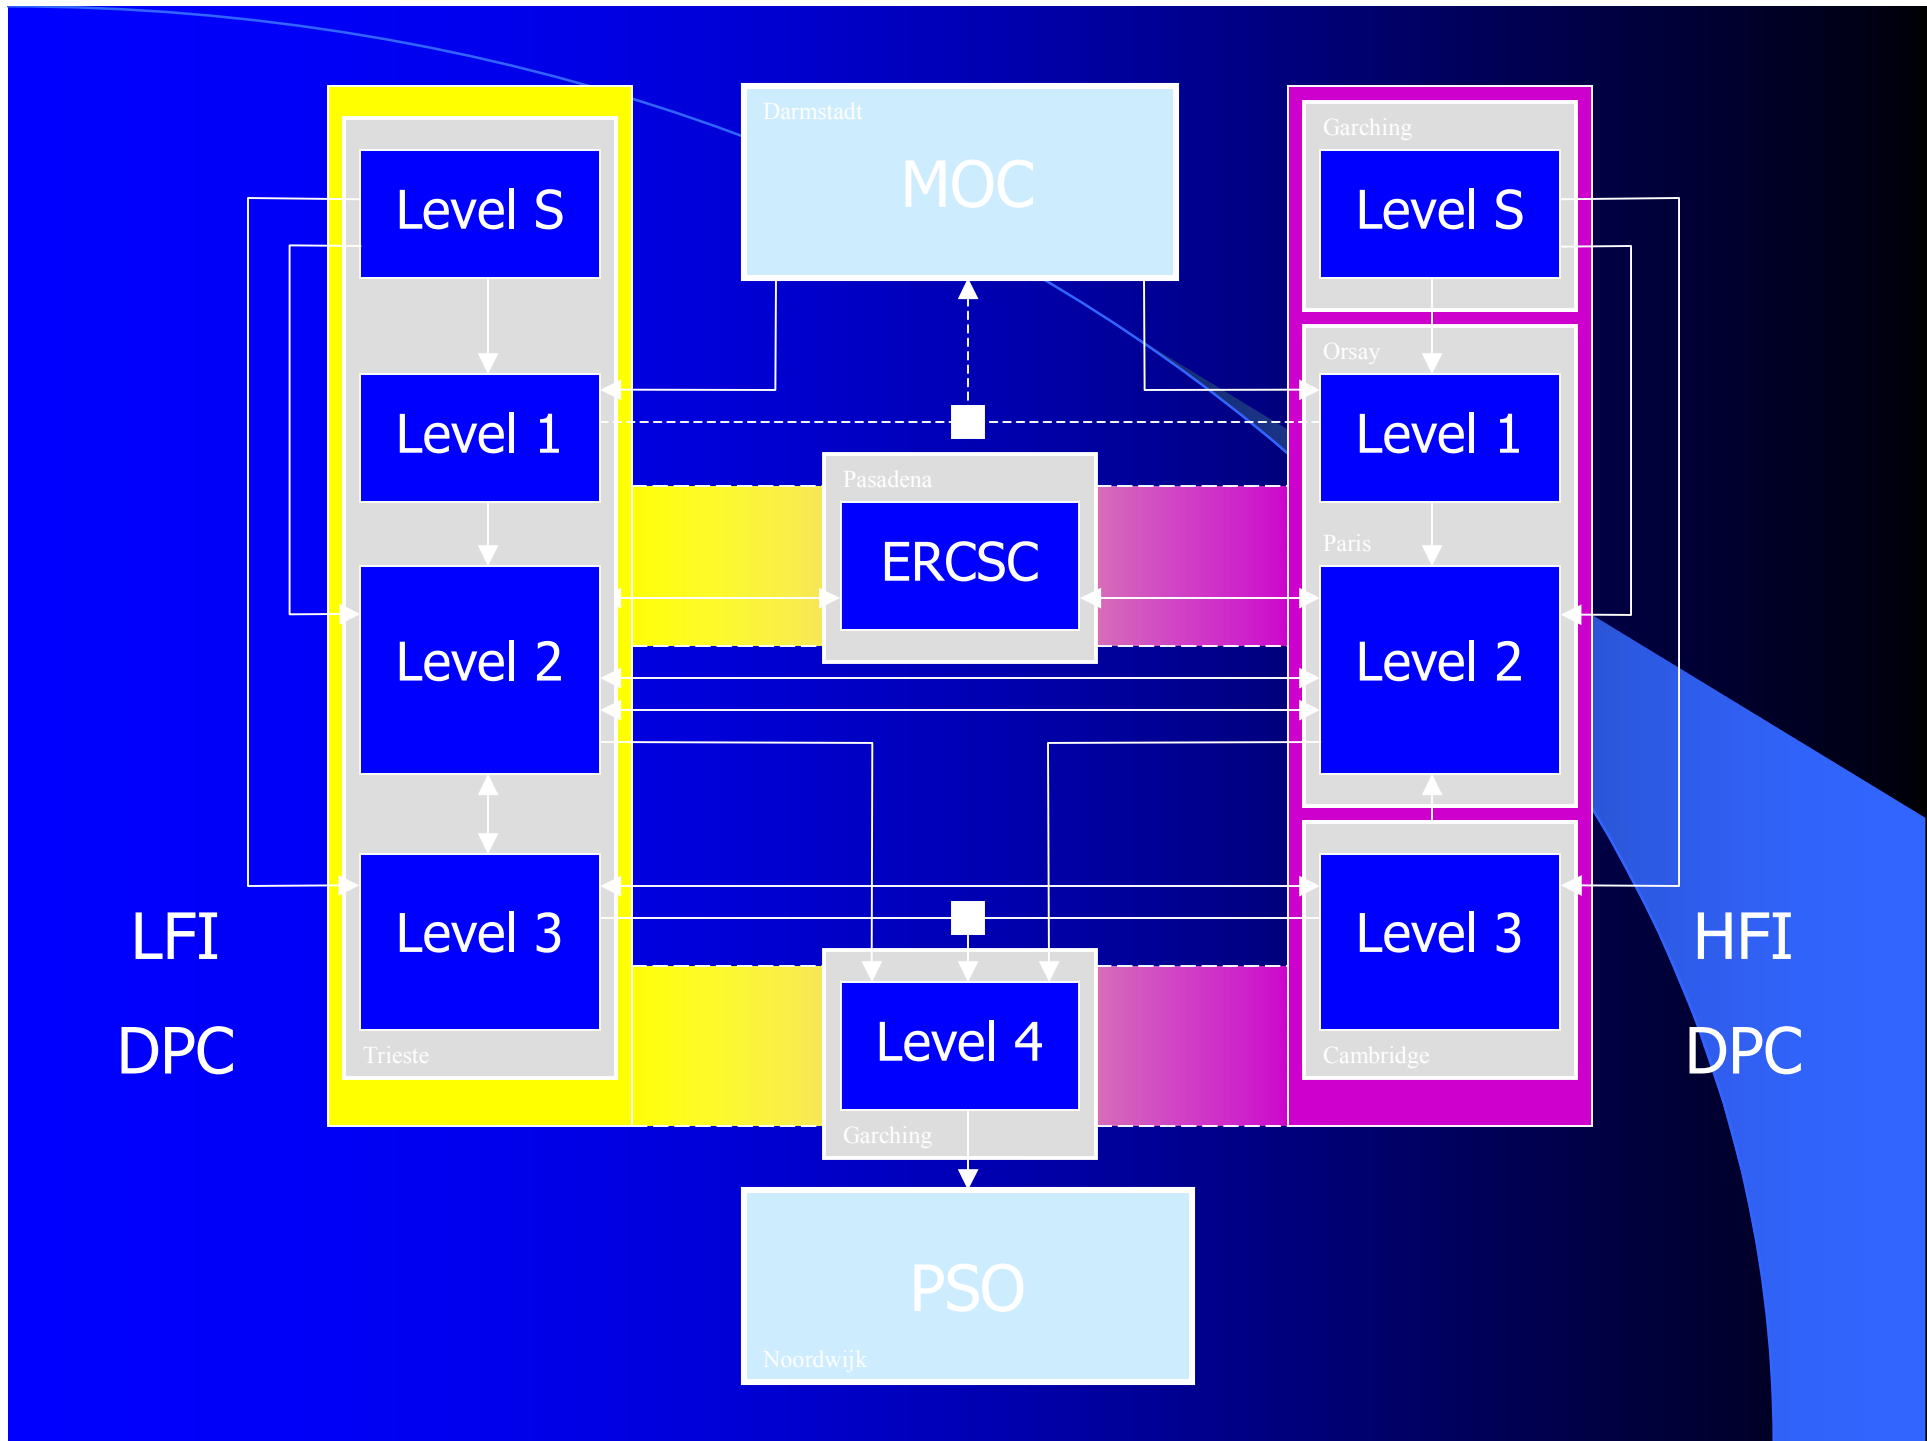 Darmstadt
MOC
Level S
Level 1
Level 2
Level 3
Trieste
LFI
DPC
Pasadena
ERCSC
Level 4
Garching
PSO
Noordwijk
Garching
Level S
Orsay
Level 1
Paris
Level 2
Level 3
Cambridge
HFI
DPC